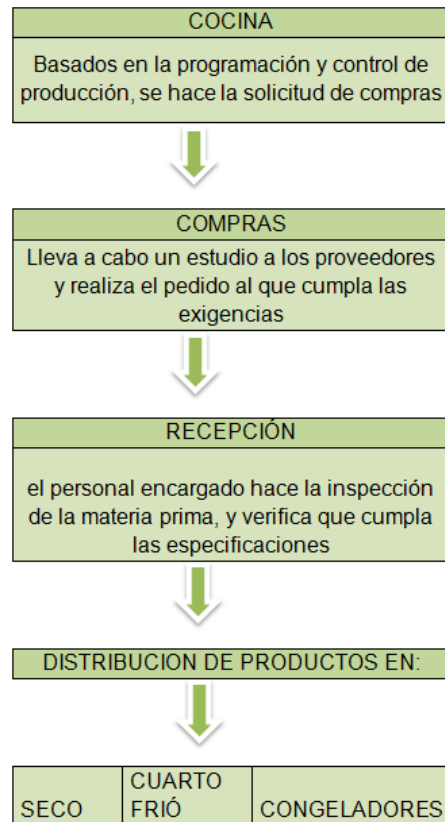 COCINA
Basados en la programación y control de
producción, se hace la solicitud de compras
COMPRAS
Lleva a cabo un estudio a los proveedores
y realiza el pedido al que cumpla las
exigencias
RECEPCIÓN
el personal encargado hace la inspección
de la materia prima, y verifica que cumpla
las especificaciones
DISTRIBUCION DE PRODUCTOS EN:
SECO
CUARTO
FRIÓ
CONGELADORES